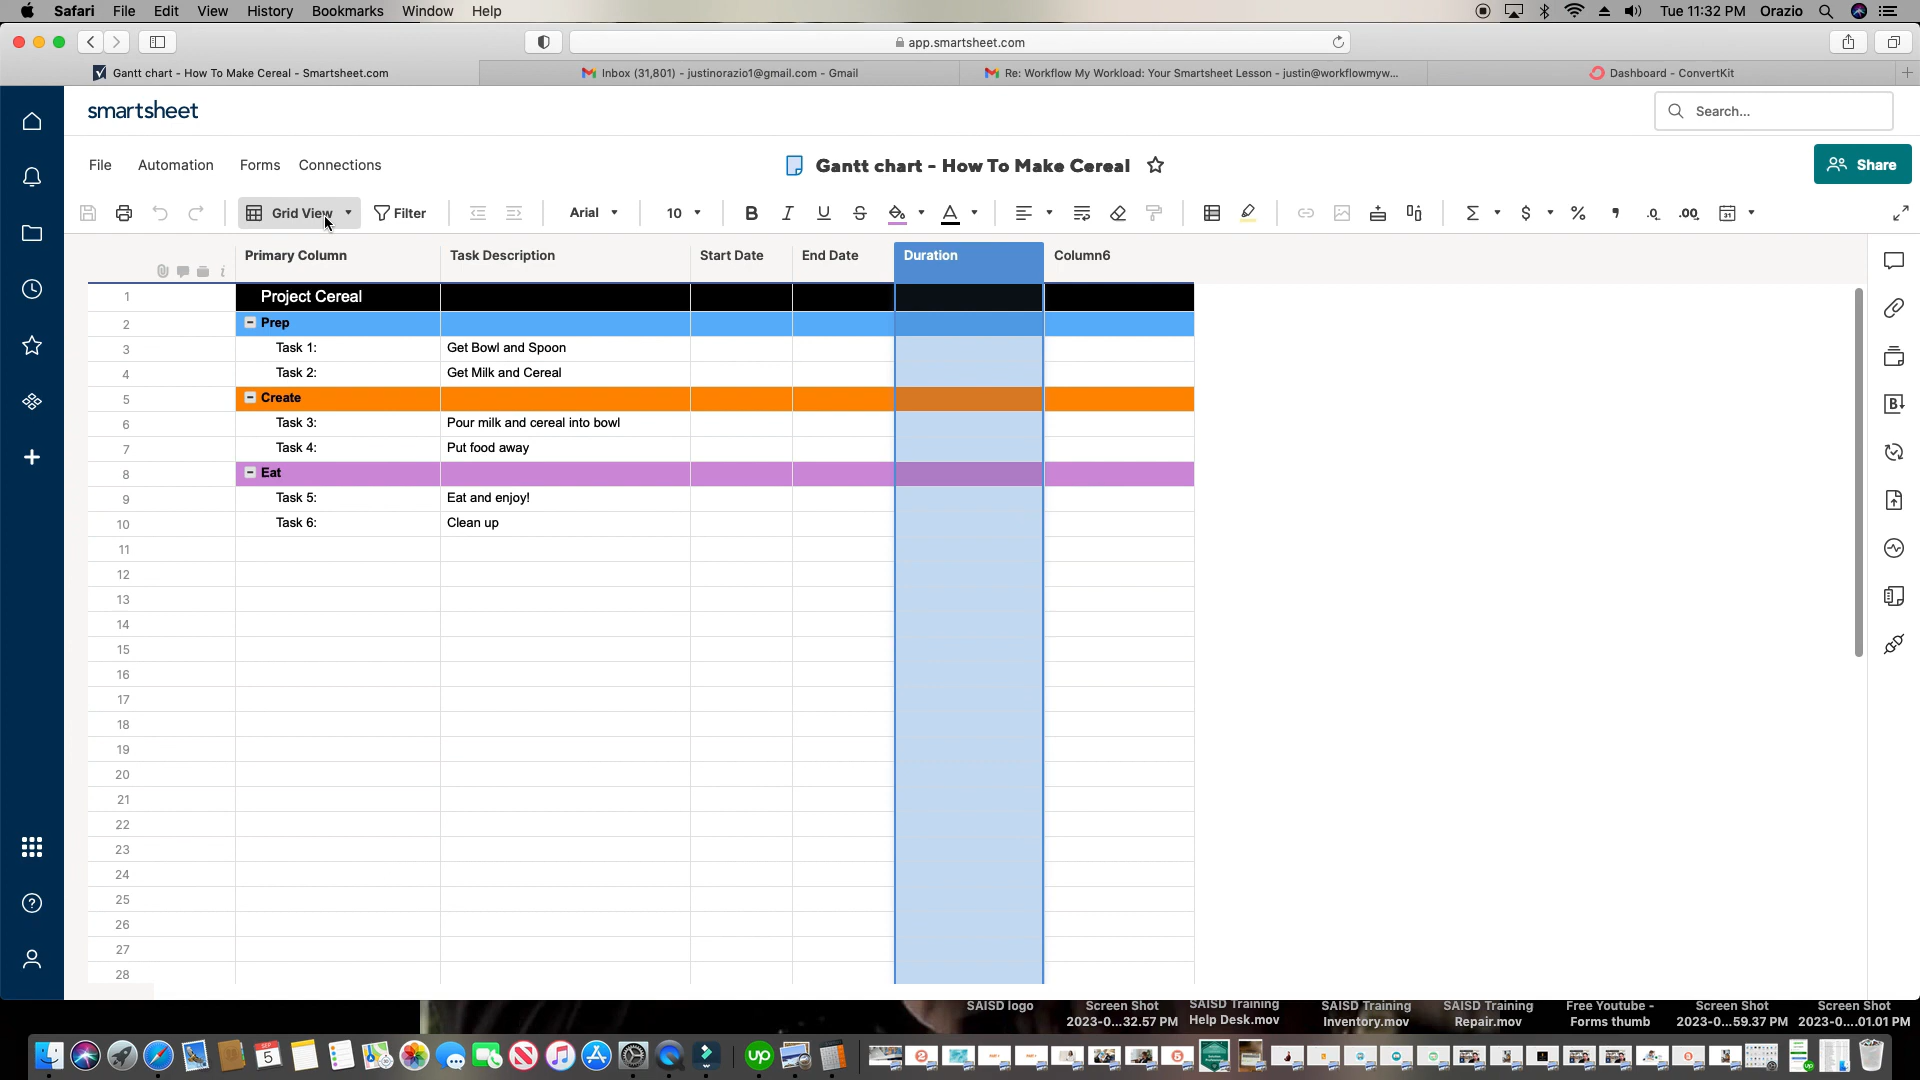 Safari File Edit View History Bookmarks Window Help Tue 11:32 PM Orazio
app.smartsheet.com
Gantt chart - How To Make Cereal - Smartsheet.com Inbox (31,801) - justinorazio1@gmail.com - Gmail Re: Workflow My Workload: Your Smartsheet Lesson - justin@workflowmyw... Dashboard - ConvertKit
smartsheet Search...
File Automation Forms Connections Gantt chart - How To Make Cereal Share
Grid View Filter Arial 10 B I U S A Σ $ % , .0 .00 31
Primary Column Task Description Start Date End Date Duration Column6
1 Project Cereal
2 Prep
3 Task 1: Get Bowl and Spoon
4 Task 2: Get Milk and Cereal
5 Create
6 Task 3: Pour milk and cereal into bowl
7 Task 4: Put food away
8 Eat
9 Task 5: Eat and enjoy!
10 Task 6: Clean up
11
12
13
14
15
16
17
18
19
20
21
22
23
24
25
26
27
28
SAISD logo Screen Shot SAISD Training SAISD Training SAISD Training Free Youtube - Screen Shot Screen Shot
2023-0...32.57 PM Help Desk.mov Inventory.mov Repair.mov Forms thumb 2023-0...59.37 PM 2023-0....01.01 PM
SEP
5
up